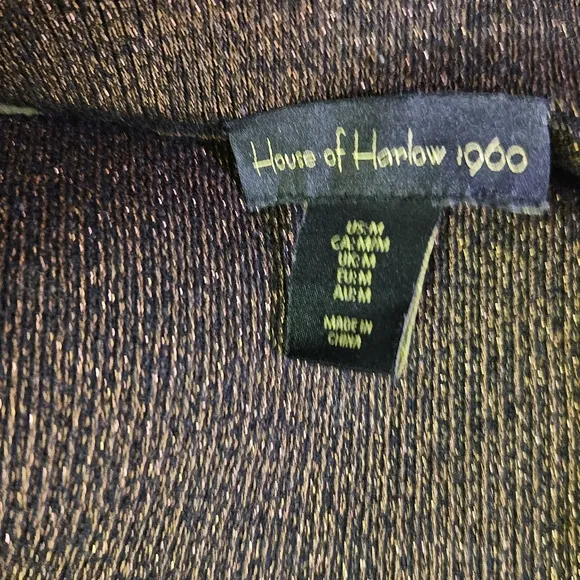 House of Harlow 1960
US: M
CA: M/M
UK: M
EU: M
AU: M
MADE IN
CHINA